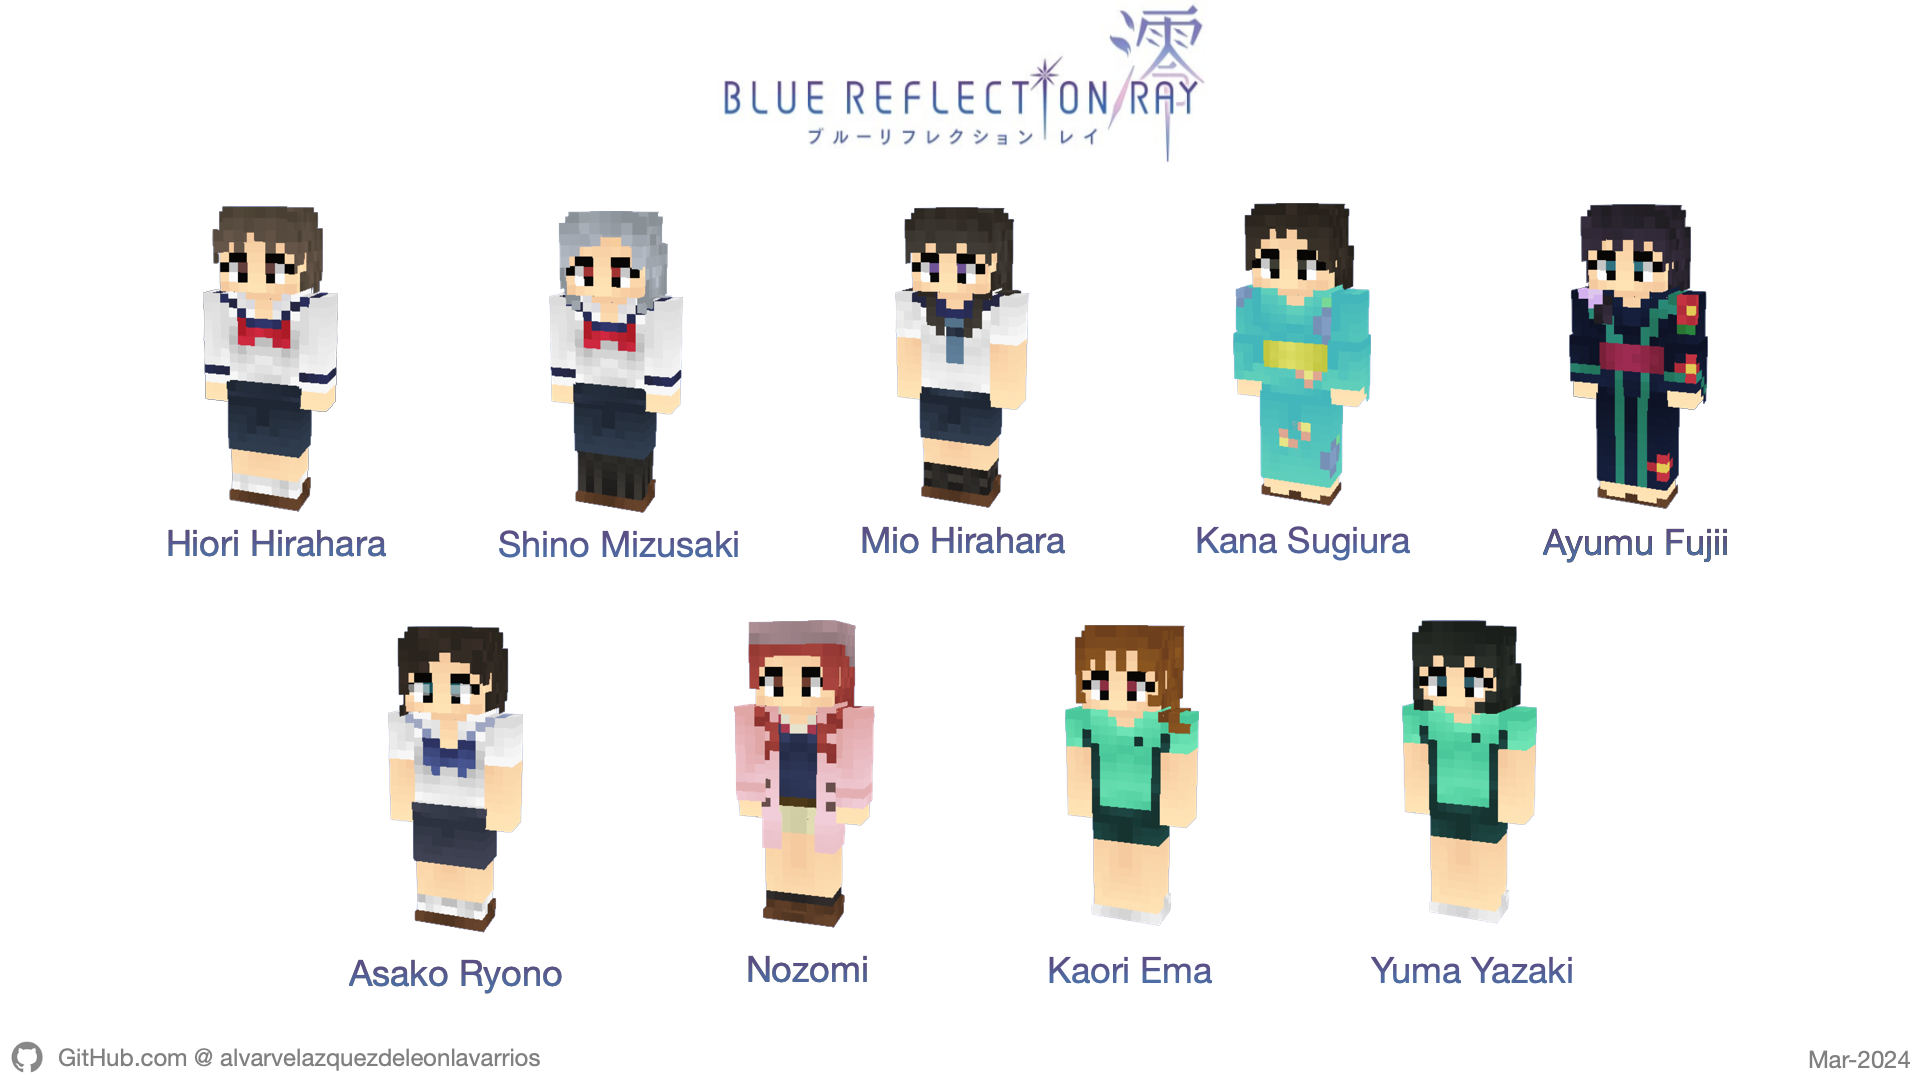 澪
BLUE REFLECTION RAY
ブルーリフレクション レイ
Hiori Hirahara
Shino Mizusaki
Mio Hirahara
Kana Sugiura
Ayumu Fujii
Asako Ryono
Nozomi
Kaori Ema
Yuma Yazaki
GitHub.com @ alvarvelazquezdeleonlavarrios
Mar-2024